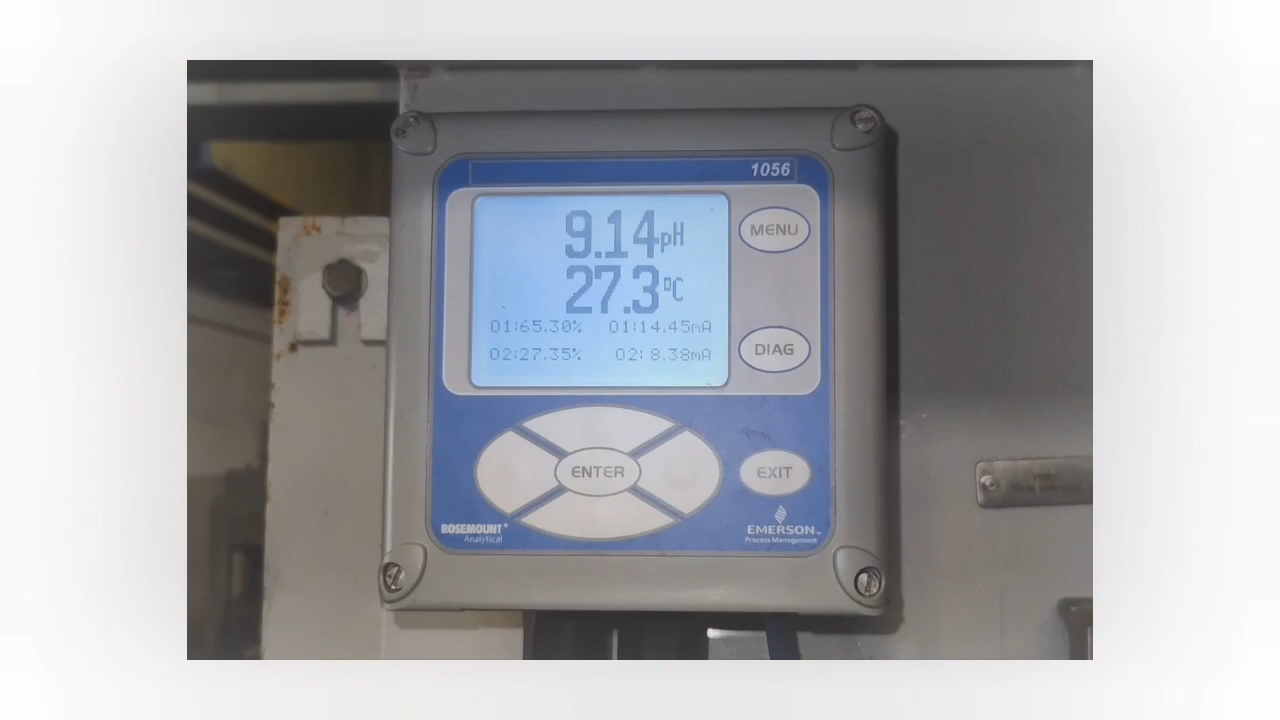 1056
9.14pH
27.3°C
01:65.30% 01:14.45mA
02:27.35% 02: 8.38mA
MENU
DIAG
ENTER
EXIT
ROSEMOUNT®
Analytical
EMERSON™
Process Management